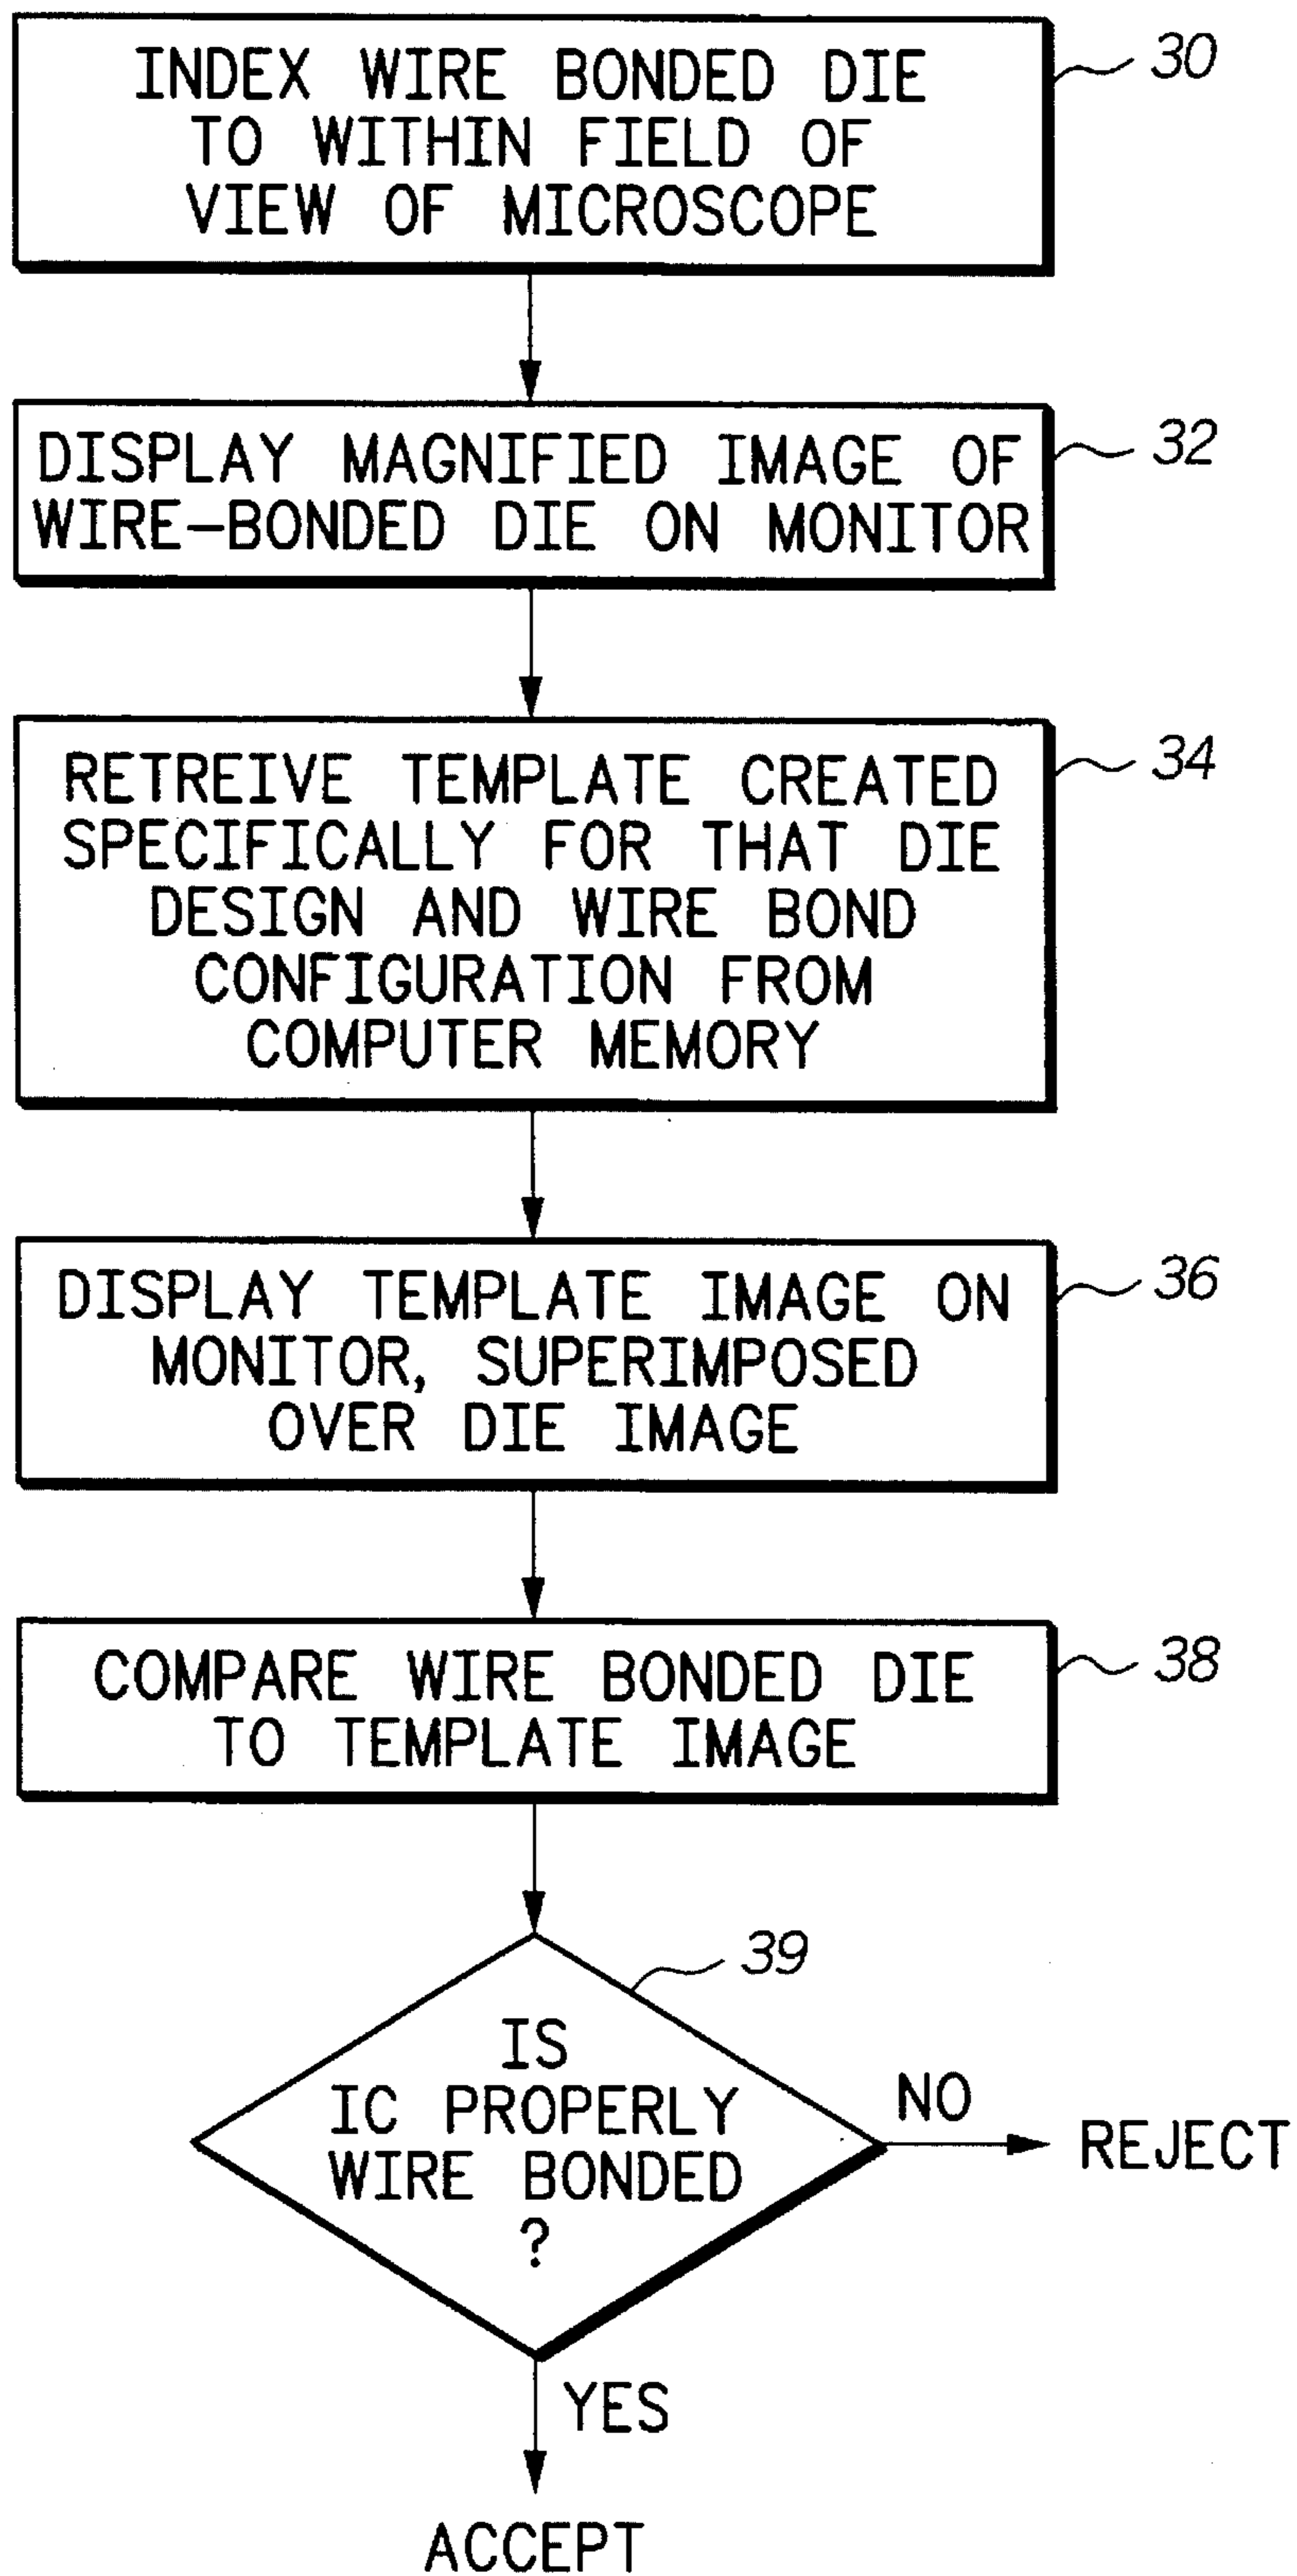 INDEX WIRE BONDED DIE
TO WITHIN FIELD OF
VIEW OF MICROSCOPE
30
DISPLAY MAGNIFIED IMAGE OF
WIRE-BONDED DIE ON MONITOR
32
RETREIVE TEMPLATE CREATED
SPECIFICALLY FOR THAT DIE
DESIGN AND WIRE BOND
CONFIGURATION FROM
COMPUTER MEMORY
34
DISPLAY TEMPLATE IMAGE ON
MONITOR, SUPERIMPOSED
OVER DIE IMAGE
36
COMPARE WIRE BONDED DIE
TO TEMPLATE IMAGE
38
39
IS
IC PROPERLY
WIRE BONDED
?
NO
REJECT
YES
ACCEPT